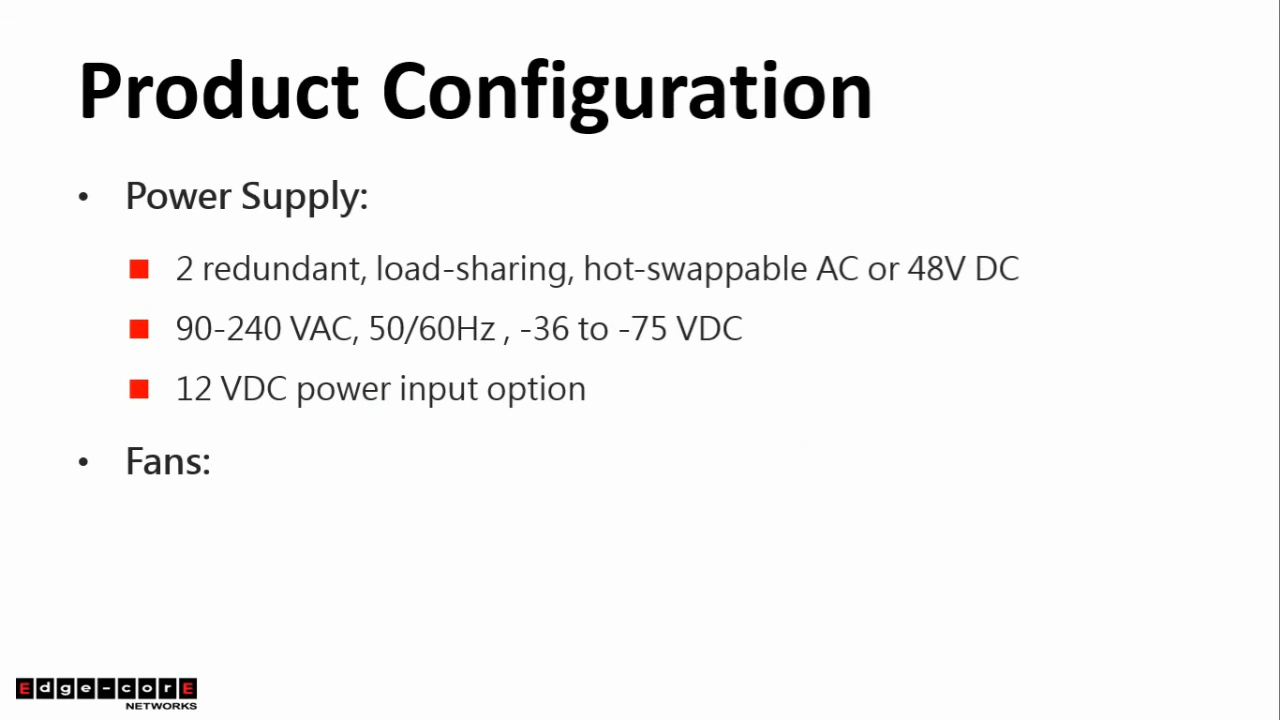 Product Configuration
• Power Supply:
■ 2 redundant, load-sharing, hot-swappable AC or 48V DC
■ 90-240 VAC, 50/60Hz , -36 to -75 VDC
■ 12 VDC power input option
• Fans:
Edge-corE
NETWORKS